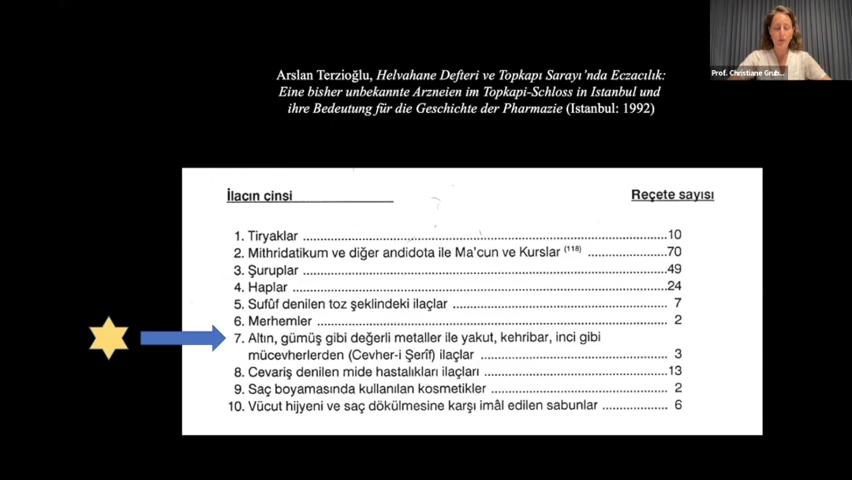 Prof. Christiane Grub...
Arslan Terzioğlu, Helvahane Defteri ve Topkapı Sarayı'nda Eczacılık:
Eine bisher unbekannte Arzneien im Topkapi-Schloss in Istanbul und
ihre Bedeutung für die Geschichte der Pharmazie (Istanbul: 1992)
İlacın cinsi Reçete sayısı
1. Tiryaklar ........................................ 10
2. Mithridatikum ve diğer andidota ile Ma'cun ve Kurslar (118) .................. 70
3. Şuruplar ........................................ 49
4. Haplar ........................................ 24
5. Sufûf denilen toz şeklindeki ilaçlar ........................................ 7
6. Merhemler ........................................ 2
7. Altın, gümüş gibi değerli metaller ile yakut, kehribar, inci gibi
mücevherlerden (Cevher-i Şerîf) ilaçlar ........................................ 3
8. Cevariş denilen mide hastalıkları ilaçları ........................................ 13
9. Saç boyamasında kullanılan kosmetikler ........................................ 2
10. Vücut hijyeni ve saç dökülmesine karşı imâl edilen sabunlar .................. 6